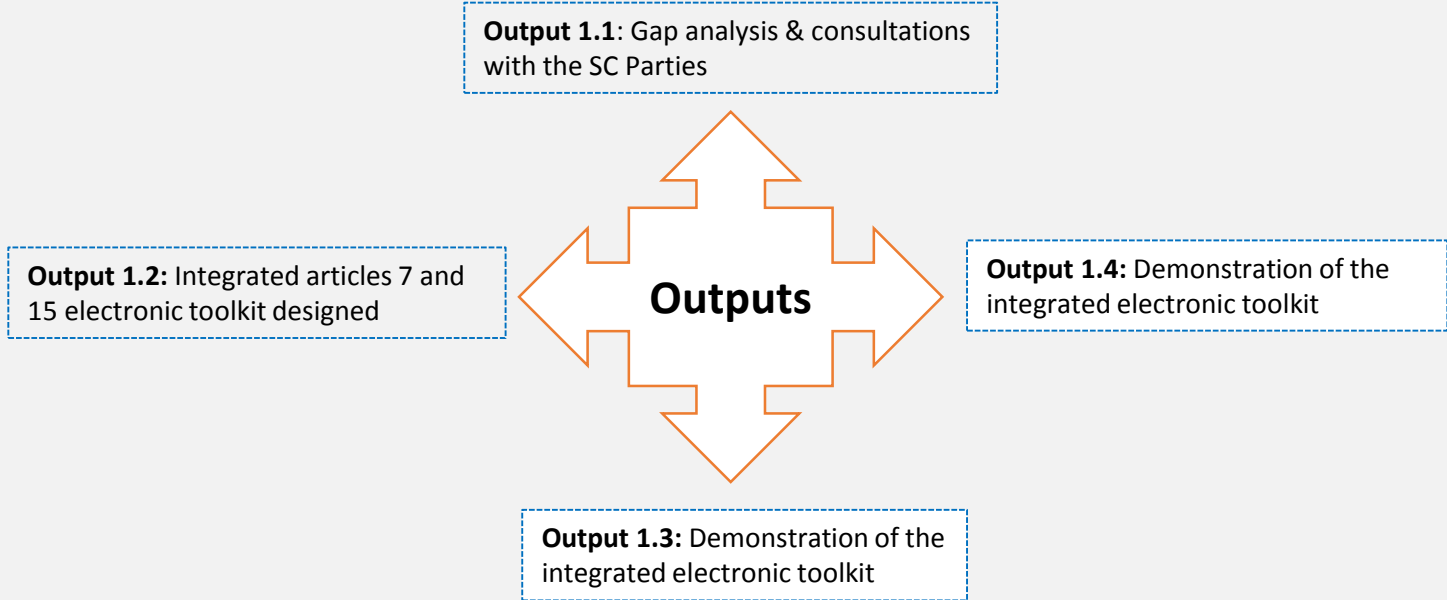 Output 1.1: Gap analysis & consultations
with the SC Parties
Output 1.2: Integrated articles 7 and
15 electronic toolkit designed
Outputs
Output 1.4: Demonstration of the
integrated electronic toolkit
Output 1.3: Demonstration of the
integrated electronic toolkit